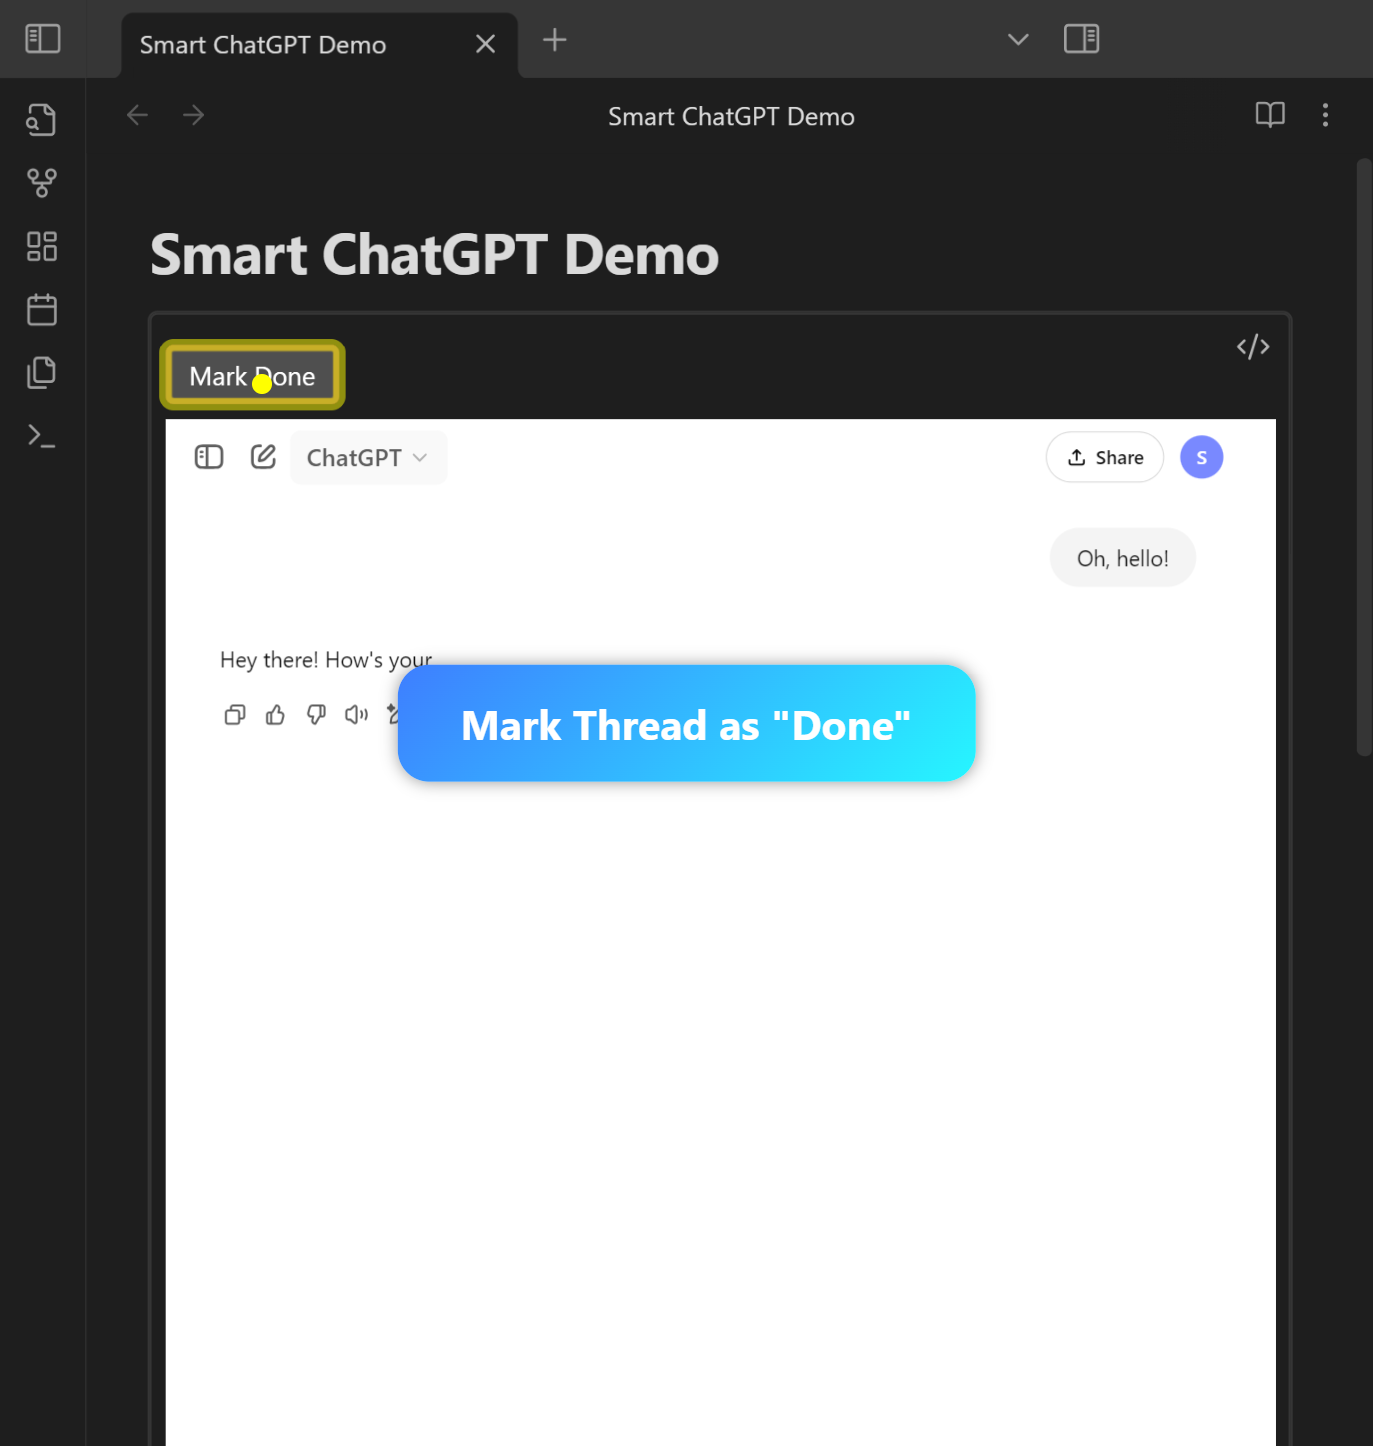 Smart ChatGPT Demo
Smart ChatGPT Demo
Smart ChatGPT Demo
Mark Done
ChatGPT
Share
S
Oh, hello!
Hey there! How's your
Mark Thread as "Done"